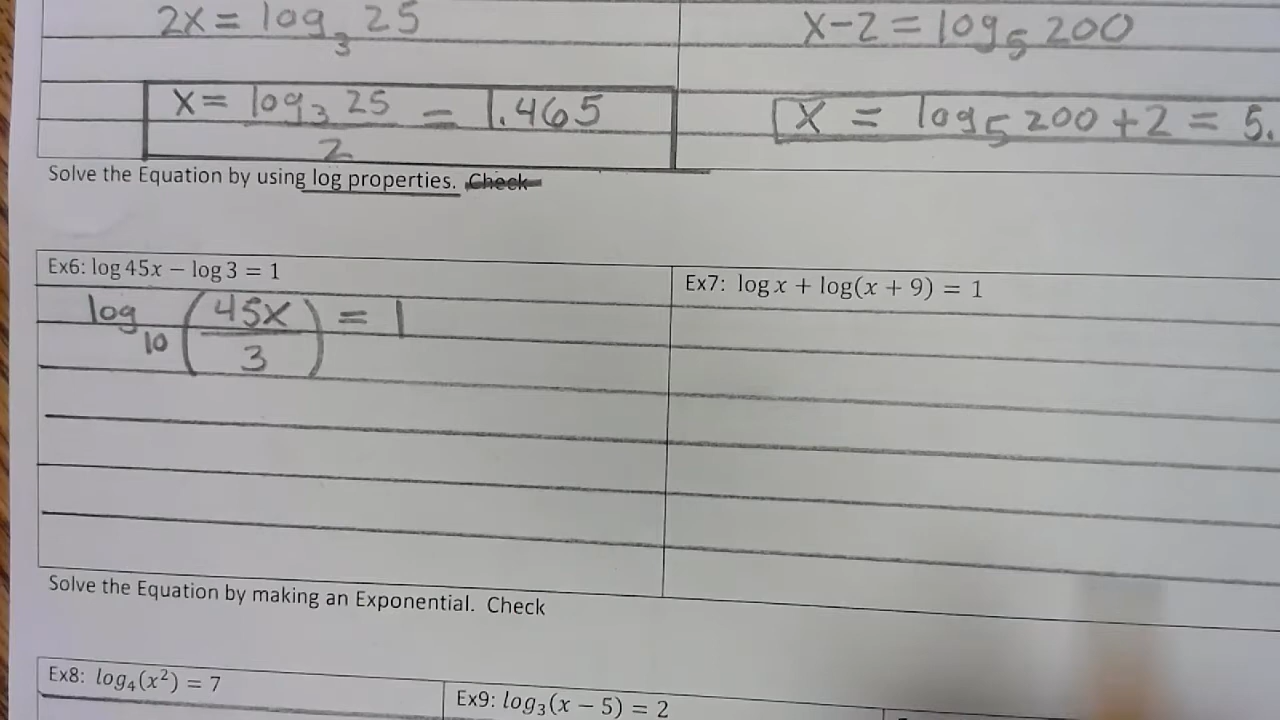 2x = log₃ 25
x = log₃ 25 / 2 = 1.465
x-2 = log₅ 200
x = log₅ 200 + 2 = 5.
Solve the Equation by using log properties. Check
Ex6: log 45x − log 3 = 1
log₁₀ (45x / 3) = 1
Ex7: log x + log(x + 9) = 1
Solve the Equation by making an Exponential. Check
Ex8: log₄(x²) = 7
Ex9: log₃(x − 5) = 2